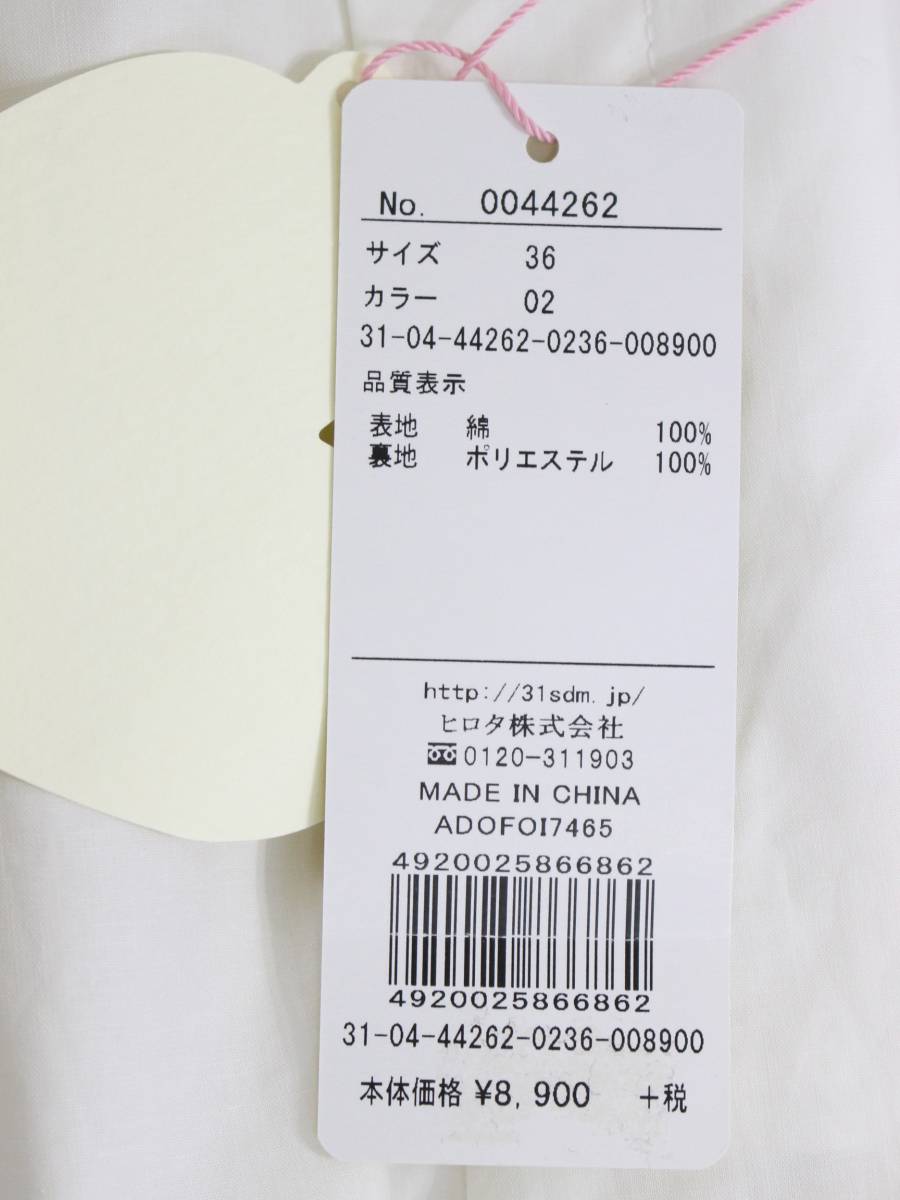 No. 0044262
サイズ 36
カラー 02
31-04-44262-0236-008900
品質表示
表地 綿 100%
裏地 ポリエステル 100%
http://31sdm.jp/
ヒロタ株式会社
0120-311903
MADE IN CHINA
ADOFOI7465
4920025866862
4920025866862
31-04-44262-0236-008900
本体価格 ¥8,900 +税